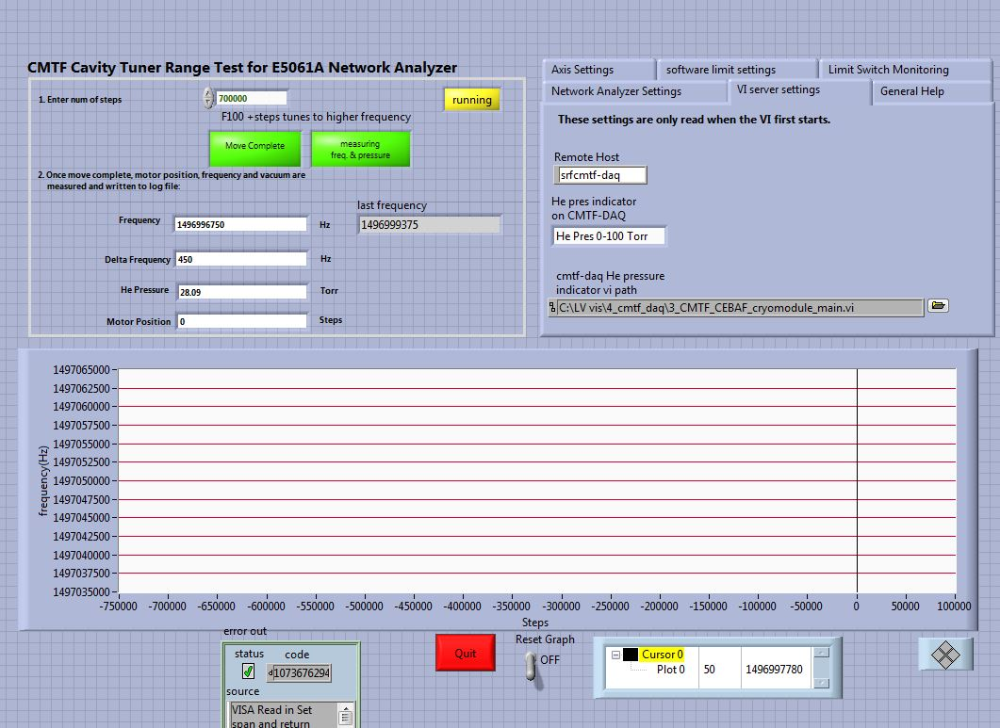 CMTF Cavity Tuner Range Test for E5061A Network Analyzer
1. Enter num of steps
700000
running
F100 +steps tunes to higher frequency
Move Complete
measuring
freq. & pressure
2. Once move complete, motor position, frequency and vacuum are
measured and written to log file:
last frequency
Frequency
1496996750
Hz
1496999375
Delta Frequency
450
Hz
He Pressure
28.09
Torr
Motor Position
0
Steps
Axis Settings
software limit settings
Limit Switch Monitoring
Network Analyzer Settings
VI server settings
General Help
These settings are only read when the VI first starts.
Remote Host
srfcmtf-daq
He pres indicator
on CMTF-DAQ
He Pres 0-100 Torr
cmtf-daq He pressure
indicator vi path
C:\LV vis\4_cmtf_daq\3_CMTF_CEBAF_cryomodule_main.vi
frequency(Hz)
1497065000
1497062500
1497060000
1497057500
1497055000
1497052500
1497050000
1497047500
1497045000
1497042500
1497040000
1497037500
1497035000
-750000 -700000 -650000 -600000 -550000 -500000 -450000 -400000 -350000 -300000 -250000 -200000 -150000 -100000 -50000 0 50000 100000
Steps
error out
status
code
1073676294
source
VISA Read in Set
span and return
Quit
Reset Graph
OFF
Cursor 0
Plot 0 50 1496997780